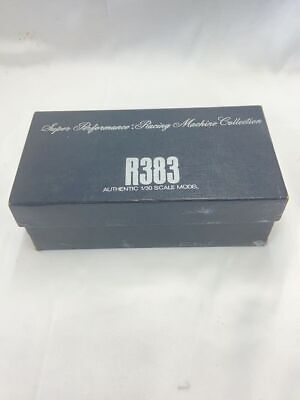 Super Performance Racing Machine Collection
R383
AUTHENTIC 1/30 SCALE MODEL